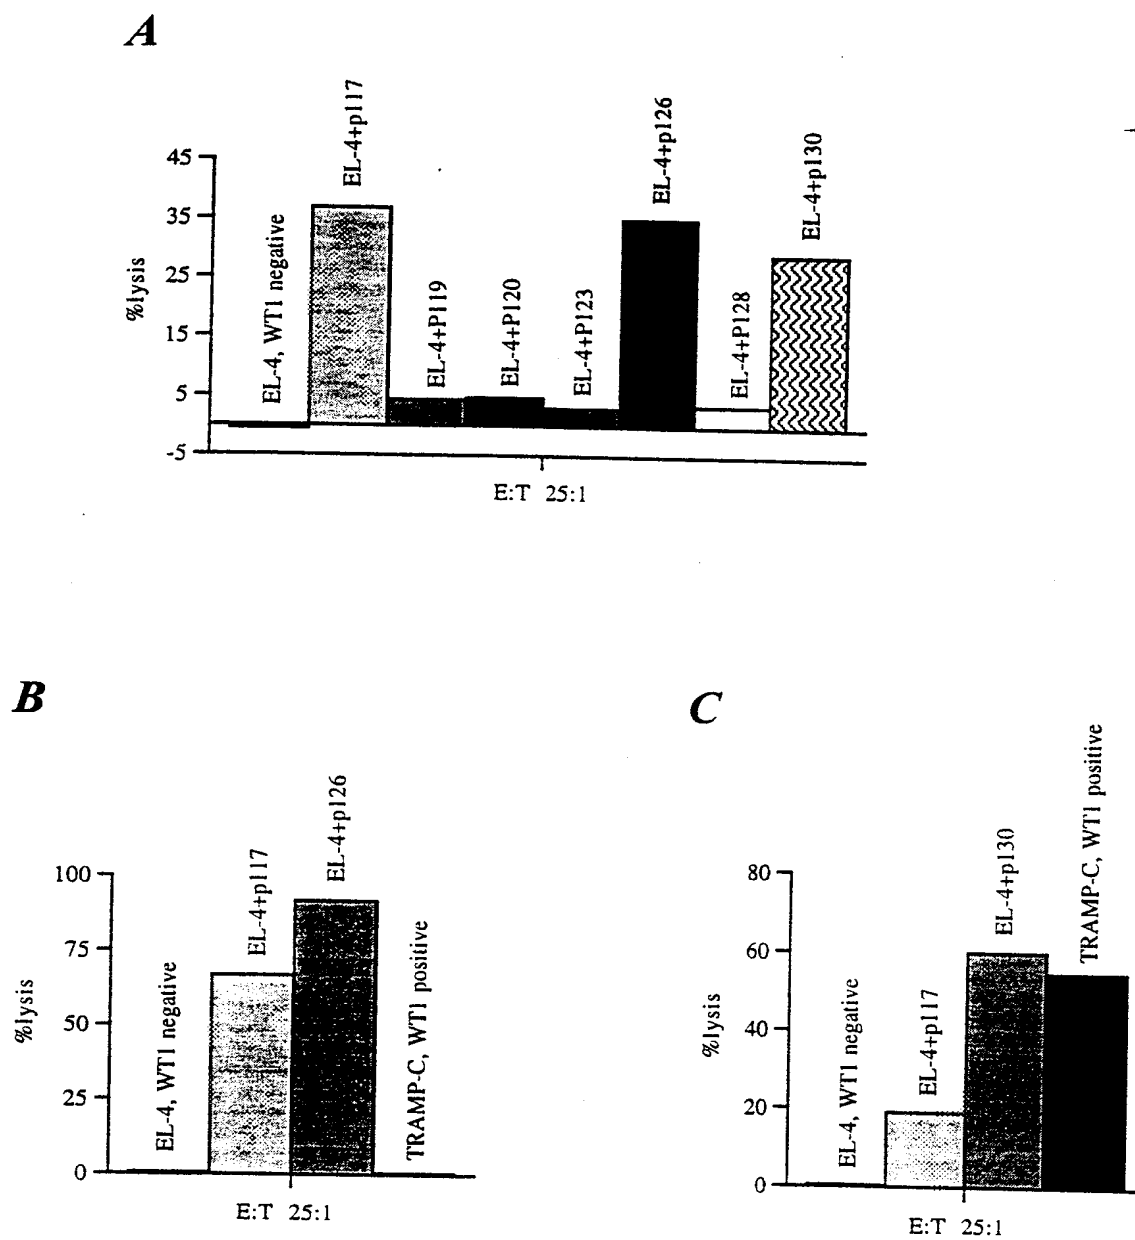 A
EL-4+p117
EL-4+p126
EL-4+p130
EL-4, WT1 negative
EL-4+P119
EL-4+P120
EL-4+P123
EL-4+P128
%lysis
45
35
25
15
5
-5
E:T 25:1
B
EL-4+p126
EL-4+p117
EL-4, WT1 negative
TRAMP-C, WT1 positive
%lysis
100
75
50
25
0
E:T 25:1
C
TRAMP-C, WT1 positive
EL-4+p130
EL-4+p117
EL-4, WT1 negative
%lysis
80
60
40
20
0
E:T 25:1